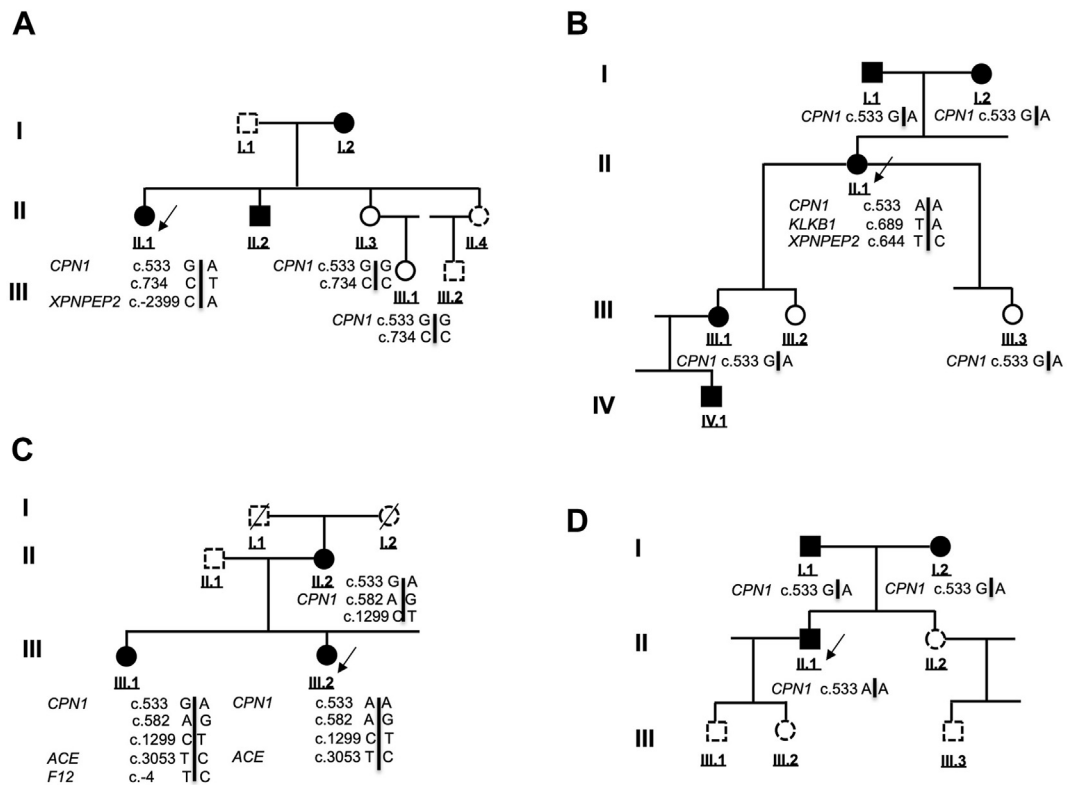 A
I
I.1 I.2
II
II.1 II.2 II.3 II.4
CPN1 c.533 G A
c.734 C T
XPNPEP2 c.-2399 C A
CPN1 c.533 G G
c.734 C C
III
III.1 III.2
CPN1 c.533 G G
c.734 C C
B
I
I.1 I.2
CPN1 c.533 G A CPN1 c.533 G A
II
II.1
CPN1 c.533 A A
KLKB1 c.689 T A
XPNPEP2 c.644 T C
III
III.1 III.2 III.3
CPN1 c.533 G A CPN1 c.533 G A
IV
IV.1
C
I
I.1 I.2
II
II.1 II.2
c.533 G A
CPN1 c.582 A G
c.1299 C T
III
III.1 III.2
CPN1 c.533 G A CPN1 c.533 A A
c.582 A G c.582 A G
c.1299 C T c.1299 C T
ACE c.3053 T C ACE c.3053 T C
F12 c.-4 T C
D
I
I.1 I.2
CPN1 c.533 G A CPN1 c.533 G A
II
II.1 II.2
CPN1 c.533 A A
III
III.1 III.2 III.3